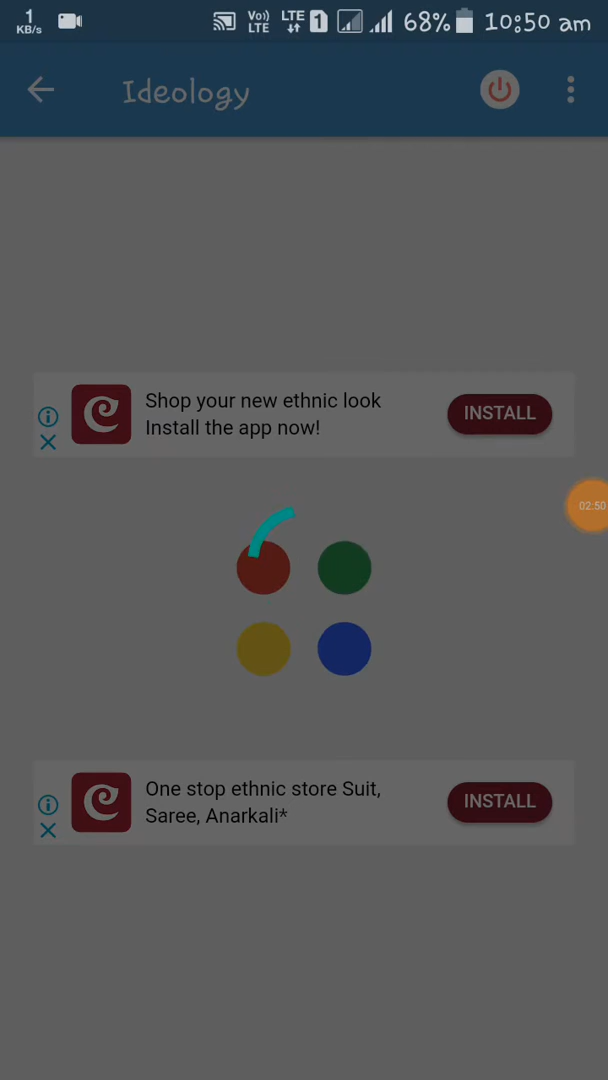 1
KB/s
Vo))
LTE
LTE
1
68%
10:50 am
Ideology
Shop your new ethnic look
Install the app now!
INSTALL
02:50
One stop ethnic store Suit,
Saree, Anarkali*
INSTALL